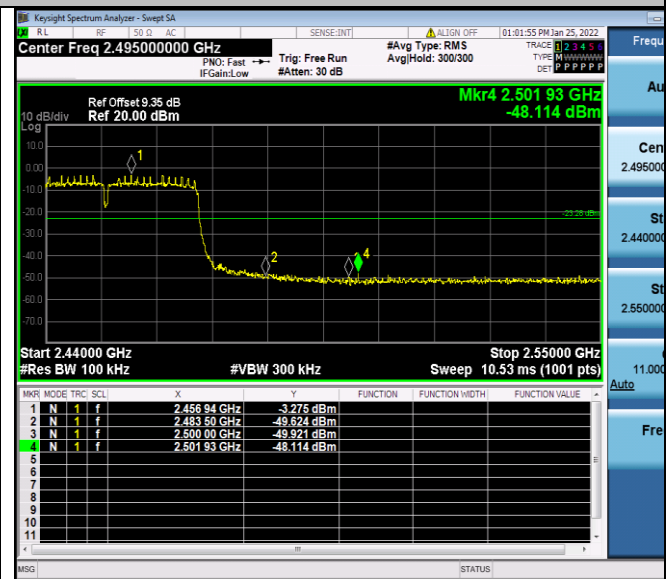 Keysight Spectrum Analyzer - Swept SA
RL RF 50 Ω AC SENSE:INT ALIGN OFF 01:01:55 PM Jan 25, 2022
Center Freq 2.495000000 GHz
PNO: Fast
IFGain:Low
Trig: Free Run
#Atten: 30 dB
#Avg Type: RMS
Avg|Hold: 300/300
TRACE 1 2 3 4 5 6
TYPE M WWWWW
DET P P P P P P
Frequ
Au
Ref Offset 9.35 dB
Ref 20.00 dBm
10 dB/div
Log
Mkr4 2.501 93 GHz
-48.114 dBm
10.0
0.00
-10.0
-20.0
-30.0
-40.0
-50.0
-60.0
-70.0
1
2
4
-23.28 dBm
Cen
2.495000
St
2.440000
St
2.550000
11.000
Auto
Fre
Start 2.44000 GHz
Stop 2.55000 GHz
#Res BW 100 kHz
#VBW 300 kHz
Sweep 10.53 ms (1001 pts)
MKR MODE TRC SCL X Y FUNCTION FUNCTION WIDTH FUNCTION VALUE
1 N 1 f 2.456 94 GHz -3.275 dBm
2 N 1 f 2.483 50 GHz -49.624 dBm
3 N 1 f 2.500 00 GHz -49.921 dBm
4 N 1 f 2.501 93 GHz -48.114 dBm
5
6
7
8
9
10
11
MSG
STATUS